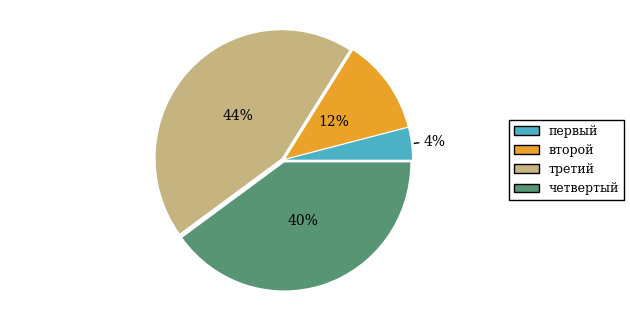 44%
12%
4%
40%
первый
второй
третий
четвертый